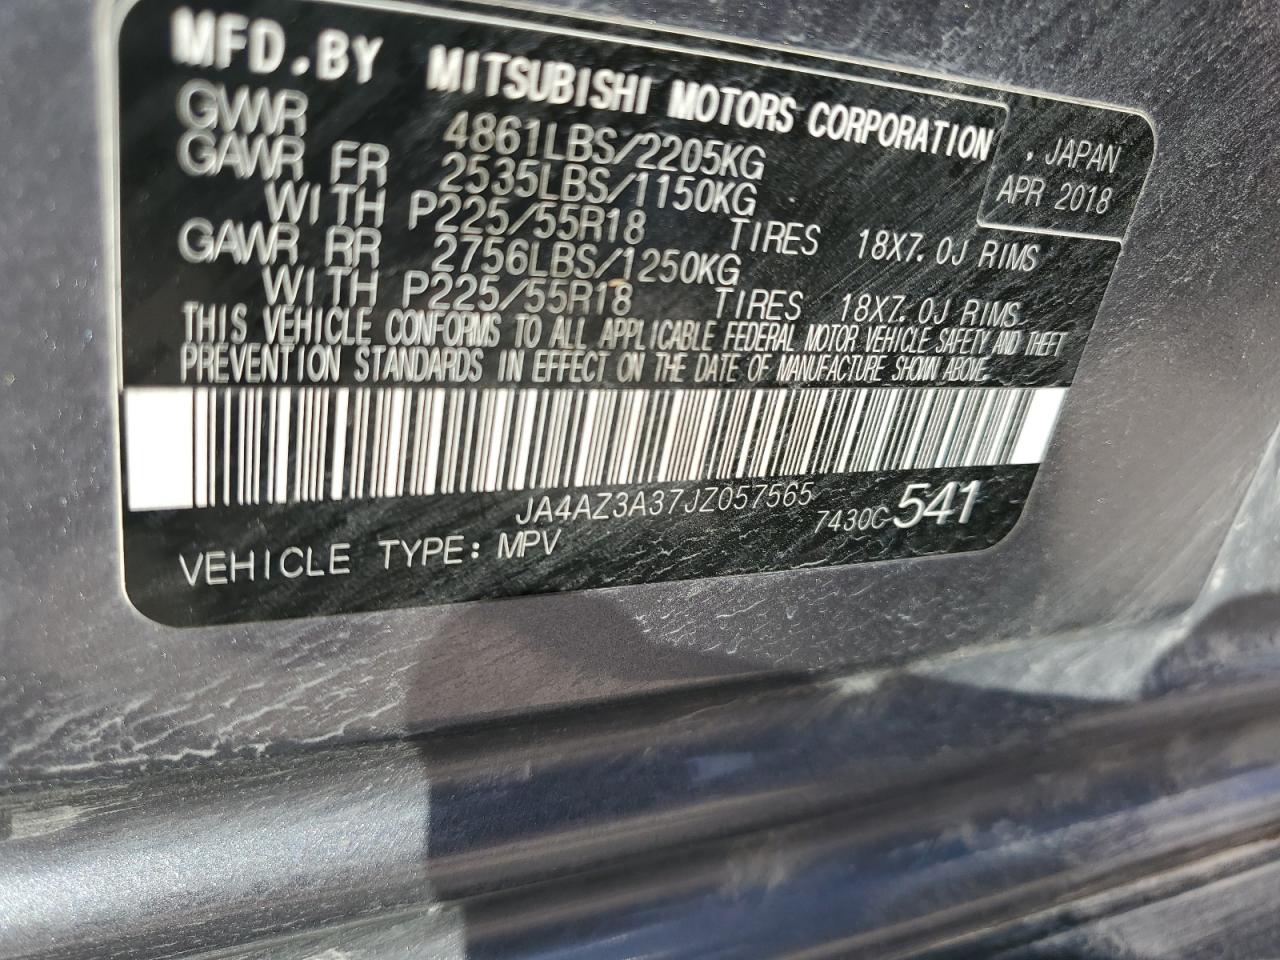 MFD.BY MITSUBISHI MOTORS CORPORATION, JAPAN
APR 2018
GVWR 4861LBS/2205KG
GAWR FR 2535LBS/1150KG
WITH P225/55R18 TIRES 18X7.0J RIMS
GAWR RR 2756LBS/1250KG
WITH P225/55R18 TIRES 18X7.0J RIMS
THIS VEHICLE CONFORMS TO ALL APPLICABLE FEDERAL MOTOR VEHICLE SAFETY AND THEFT
PREVENTION STANDARDS IN EFFECT ON THE DATE OF MANUFACTURE SHOWN ABOVE.
JA4AZ3A37JZ057565
7430C-541
VEHICLE TYPE: MPV